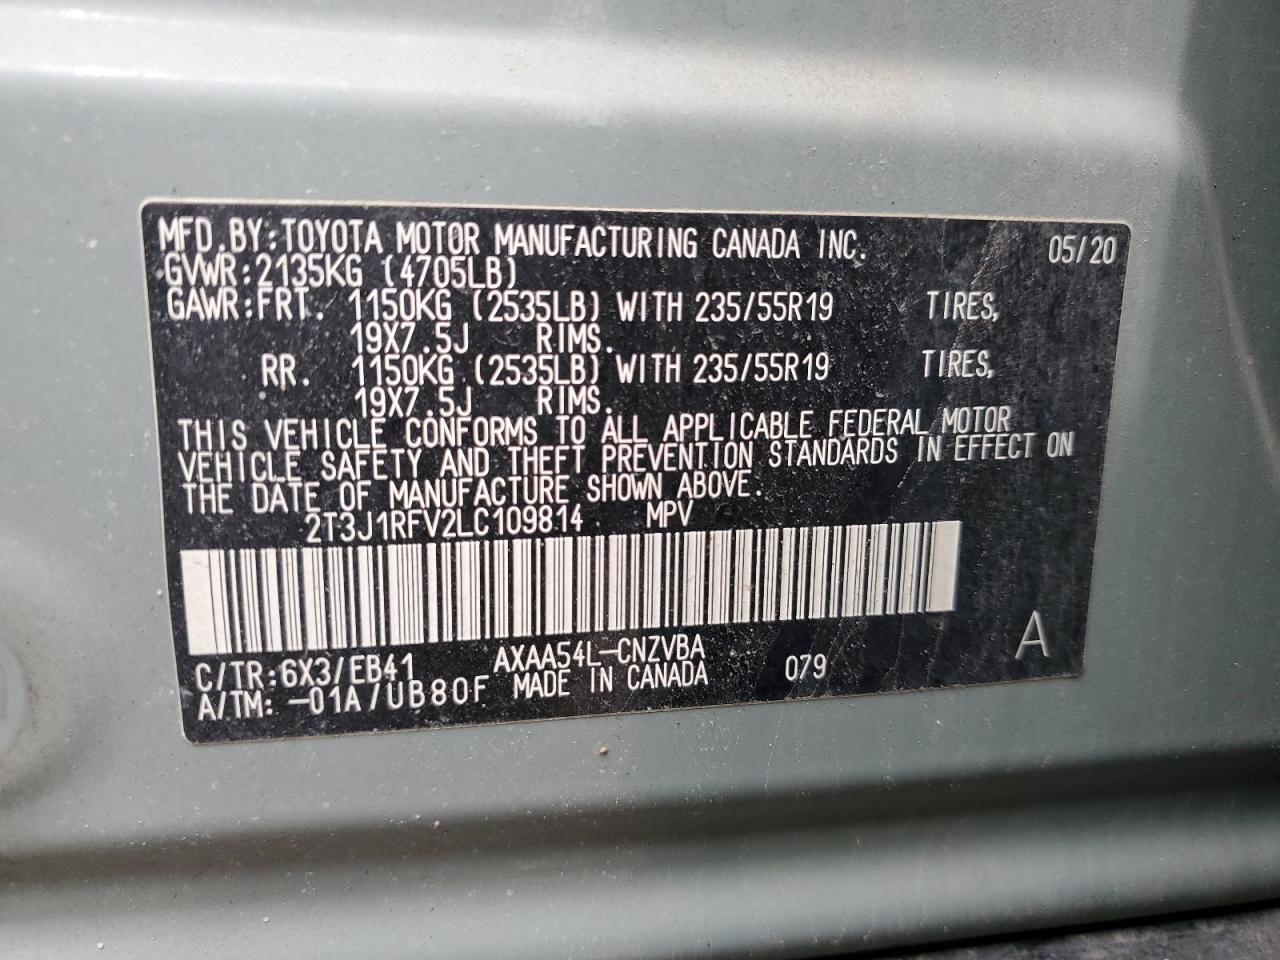 MFD.BY:TOYOTA MOTOR MANUFACTURING CANADA INC. 05/20
GVWR:2135KG (4705LB)
GAWR:FRT. 1150KG (2535LB) WITH 235/55R19 TIRES,
19X7.5J RIMS.
RR. 1150KG (2535LB) WITH 235/55R19 TIRES,
19X7.5J RIMS.
THIS VEHICLE CONFORMS TO ALL APPLICABLE FEDERAL MOTOR
VEHICLE SAFETY AND THEFT PREVENTION STANDARDS IN EFFECT ON
THE DATE OF MANUFACTURE SHOWN ABOVE.
2T3J1RFV2LC109814 MPV
C/TR:6X3/EB41 AXAA54L-CNZVBA 079 A
A/TM: -01A/UB80F MADE IN CANADA